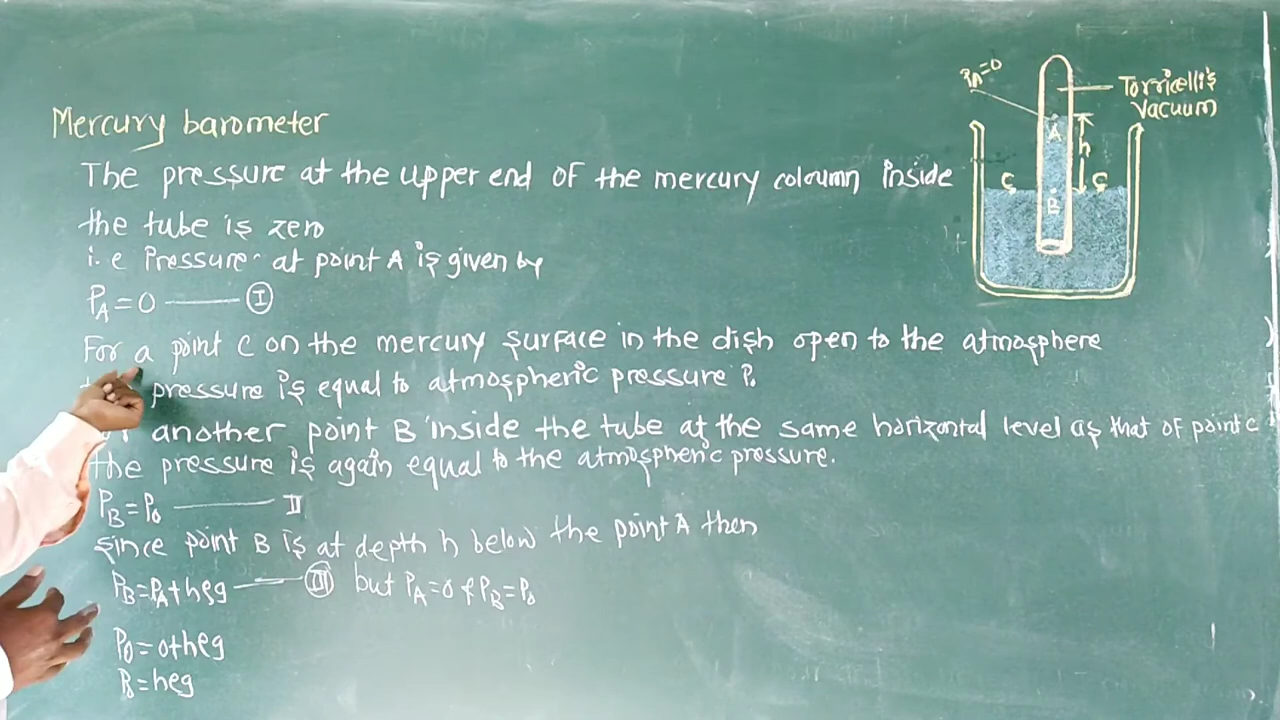 Mercury barometer
The pressure at the upper end of the mercury coloumn inside
the tube is zero
i.e Pressure at point A is given by
PA=0 —— I
For a point C on the mercury surface in the dish open to the atmosphere
pressure is equal to atmospheric pressure P₀
another point B inside the tube at the same horizontal level as that of point C
the pressure is again equal to the atmospheric pressure.
PB=P₀ —— II
since point B is at depth h below the point A then
PB=PA+hρg —— III but PA=0 & PB=P₀
P₀=0+hρg
P₀=hρg
PA=0
Torricelli's
Vacuum
A
h
C
C
B